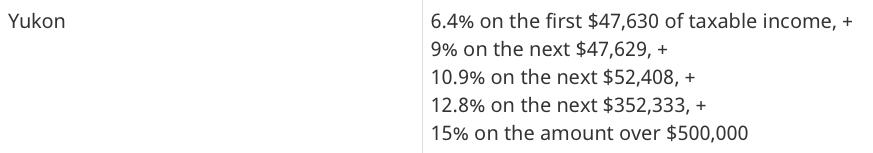 Yukon
6.4% on the first $47,630 of taxable income, +
9% on the next $47,629, +
10.9% on the next $52,408, +
12.8% on the next $352,333, +
15% on the amount over $500,000